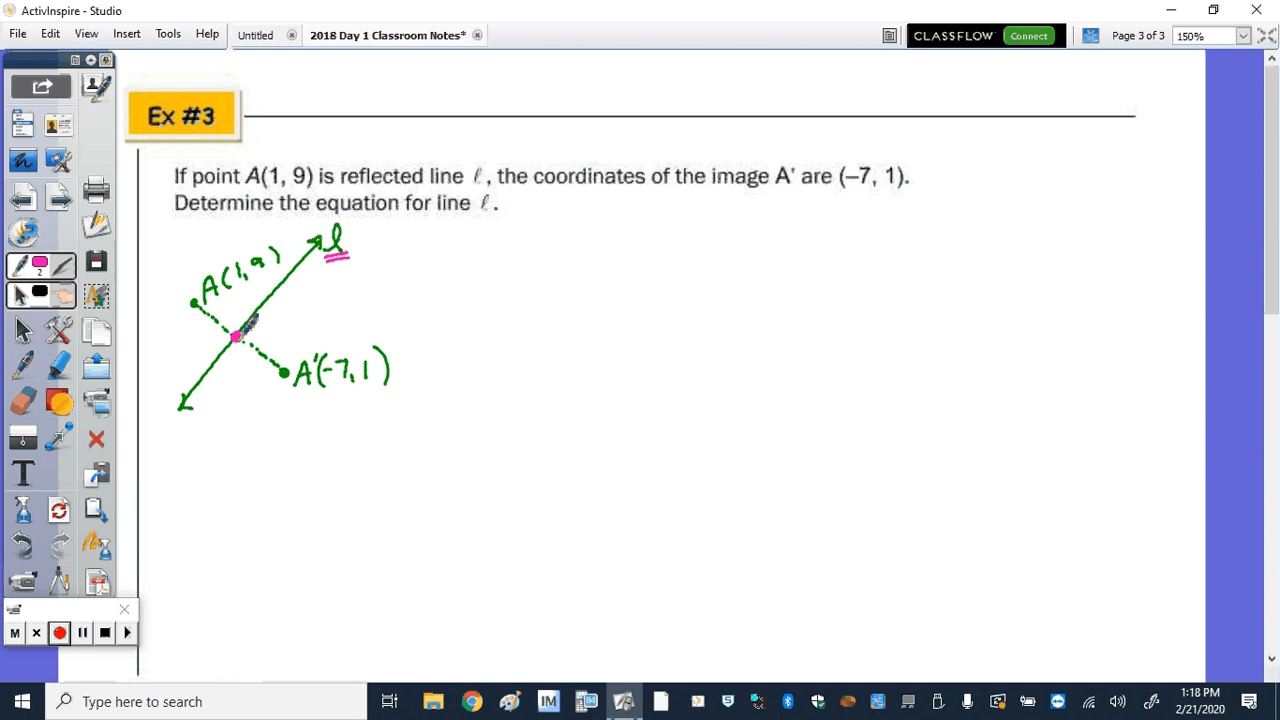 ActivInspire - Studio
File Edit View Insert Tools Help Untitled 2018 Day 1 Classroom Notes* CLASSFLOW Connect Page 3 of 3 150%
Ex #3
If point A(1, 9) is reflected line ℓ, the coordinates of the image A' are (–7, 1).
Determine the equation for line ℓ.
ℓ
A(1,9)
A'(-7,1)
2
T
M
Type here to search
IM
1:18 PM
2/21/2020